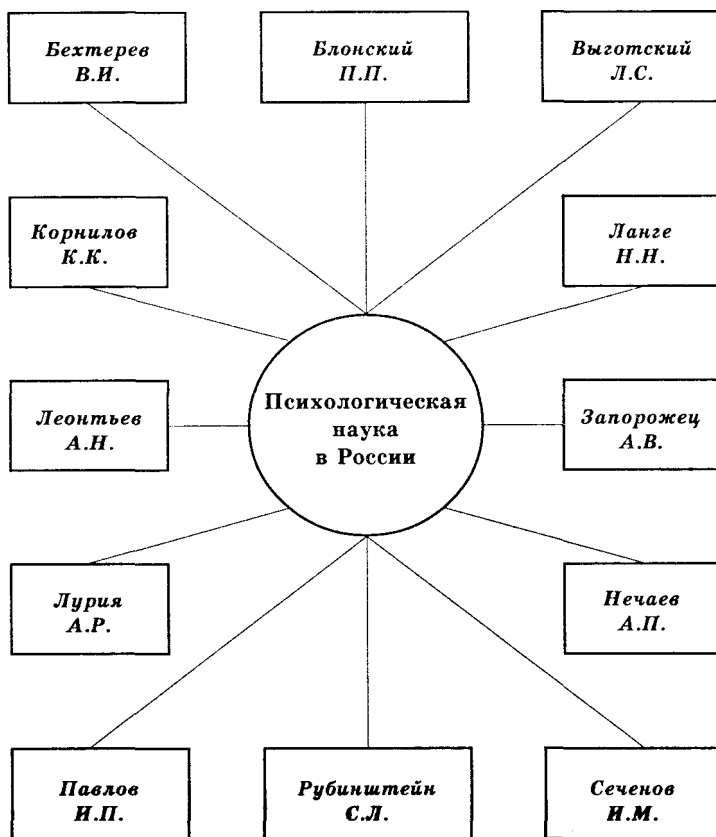 Бехтерев
В.И.
Блонский
П.П.
Выготский
Л.С.
Корнилов
К.К.
Ланге
Н.Н.
Психологическая
наука
в России
Леонтьев
А.Н.
Запорожец
А.В.
Лурия
А.Р.
Нечаев
А.П.
Павлов
И.П.
Рубинштейн
С.Л.
Сеченов
И.М.